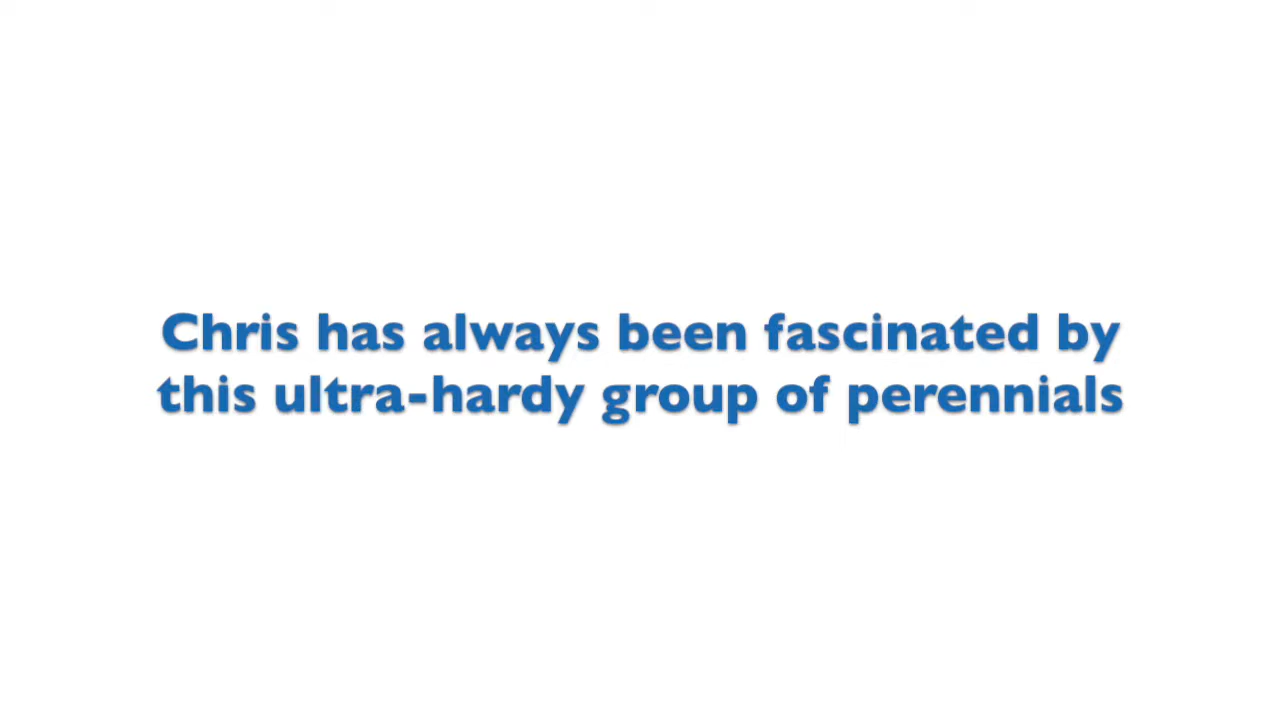 Chris has always been fascinated by
this ultra-hardy group of perennials